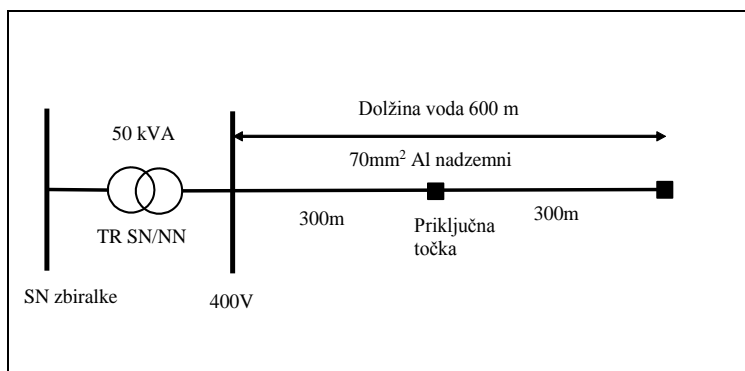 Dolžina voda 600 m
50 kVA
70mm² Al nadzemni
300m
Priključna
točka
300m
TR SN/NN
SN zbiralke
400V